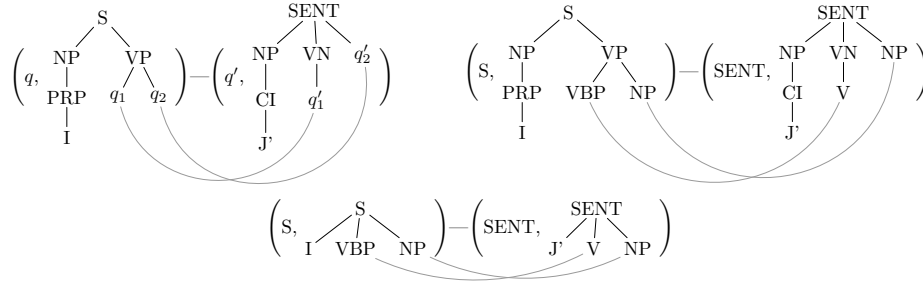 S SENT
NP VP NP VN q′₂
(q, ) — (q′, )
PRP q₁ q₂ CI q′₁
I J'
S SENT
NP VP NP VN NP
(S, ) — (SENT, )
PRP VBP NP CI V
I J'
S SENT
(S, ) — (SENT, )
I VBP NP J' V NP